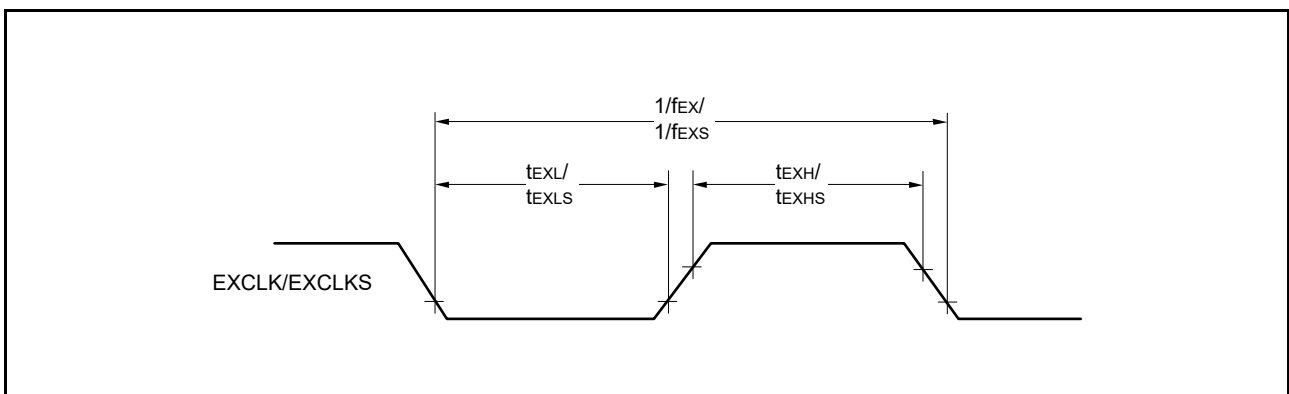 1/fEX/
1/fEXS
tEXL/
tEXLS
tEXH/
tEXHS
EXCLK/EXCLKS